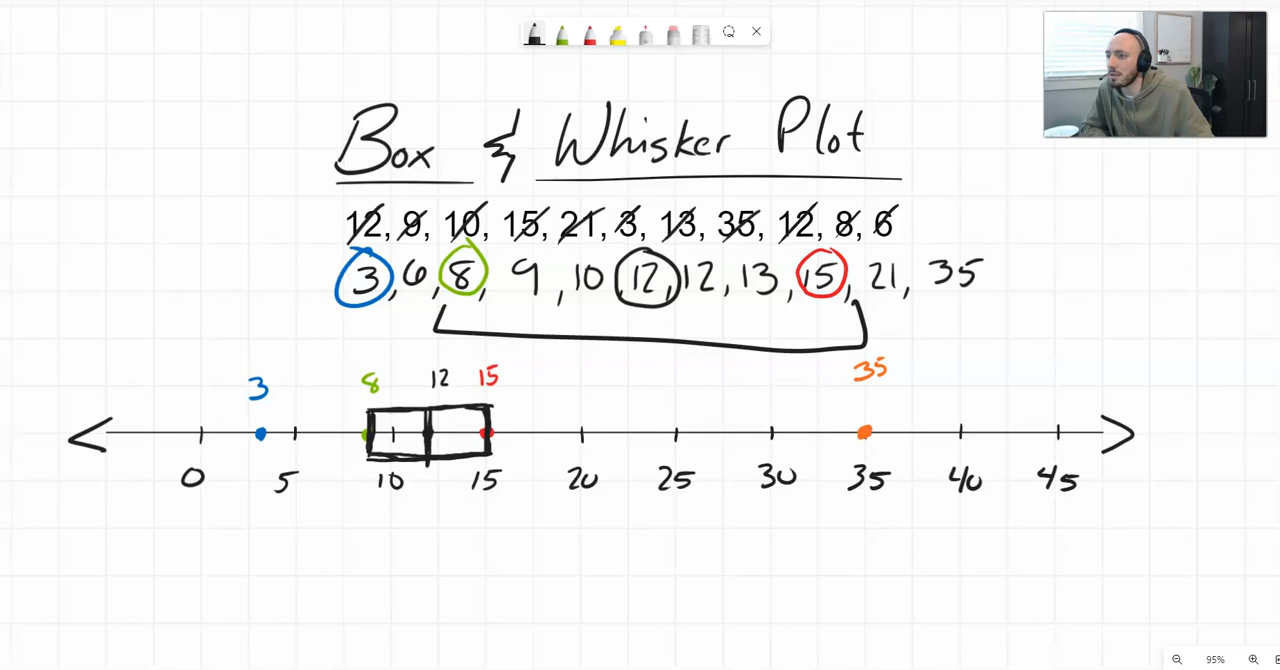 Box & Whisker Plot
12, 9, 10, 15, 21, 3, 13, 35, 12, 8, 6
3, 6, 8, 9, 10, 12, 12, 13, 15, 21, 35
3 8 12 15 35
0 5 10 15 20 25 30 35 40 45
95%